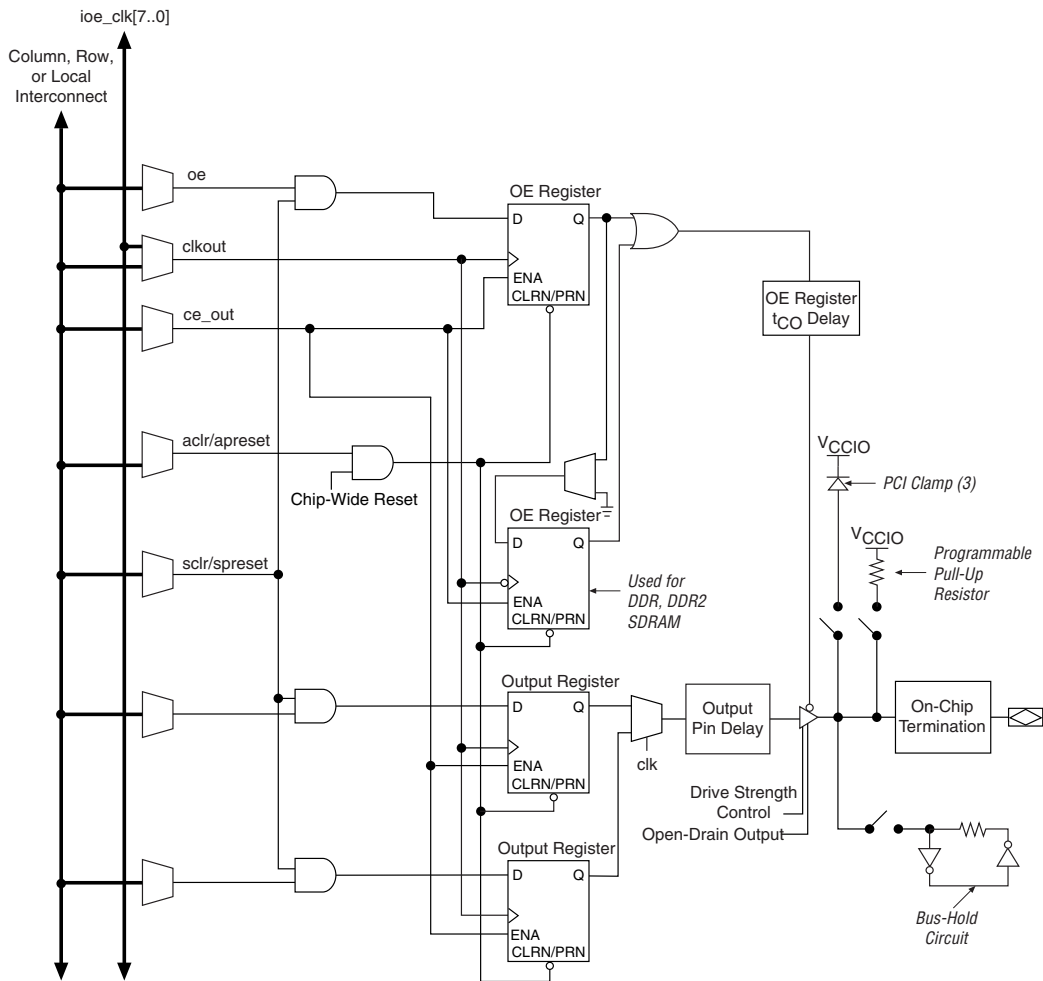 ioe_clk[7..0]
Column, Row,
or Local
Interconnect
oe
OE Register
D
Q
clkout
ENA
CLRN/PRN
ce_out
OE Register
tCO Delay
aclr/apreset
Chip-Wide Reset
VCCIO
PCI Clamp (3)
OE Register
D
Q
ENA
CLRN/PRN
VCCIO
Programmable
Pull-Up
Resistor
sclr/spreset
Used for
DDR, DDR2
SDRAM
Output Register
D
Q
ENA
CLRN/PRN
clk
Output
Pin Delay
On-Chip
Termination
Drive Strength
Control
Open-Drain Output
Output Register
D
Q
ENA
CLRN/PRN
Bus-Hold
Circuit